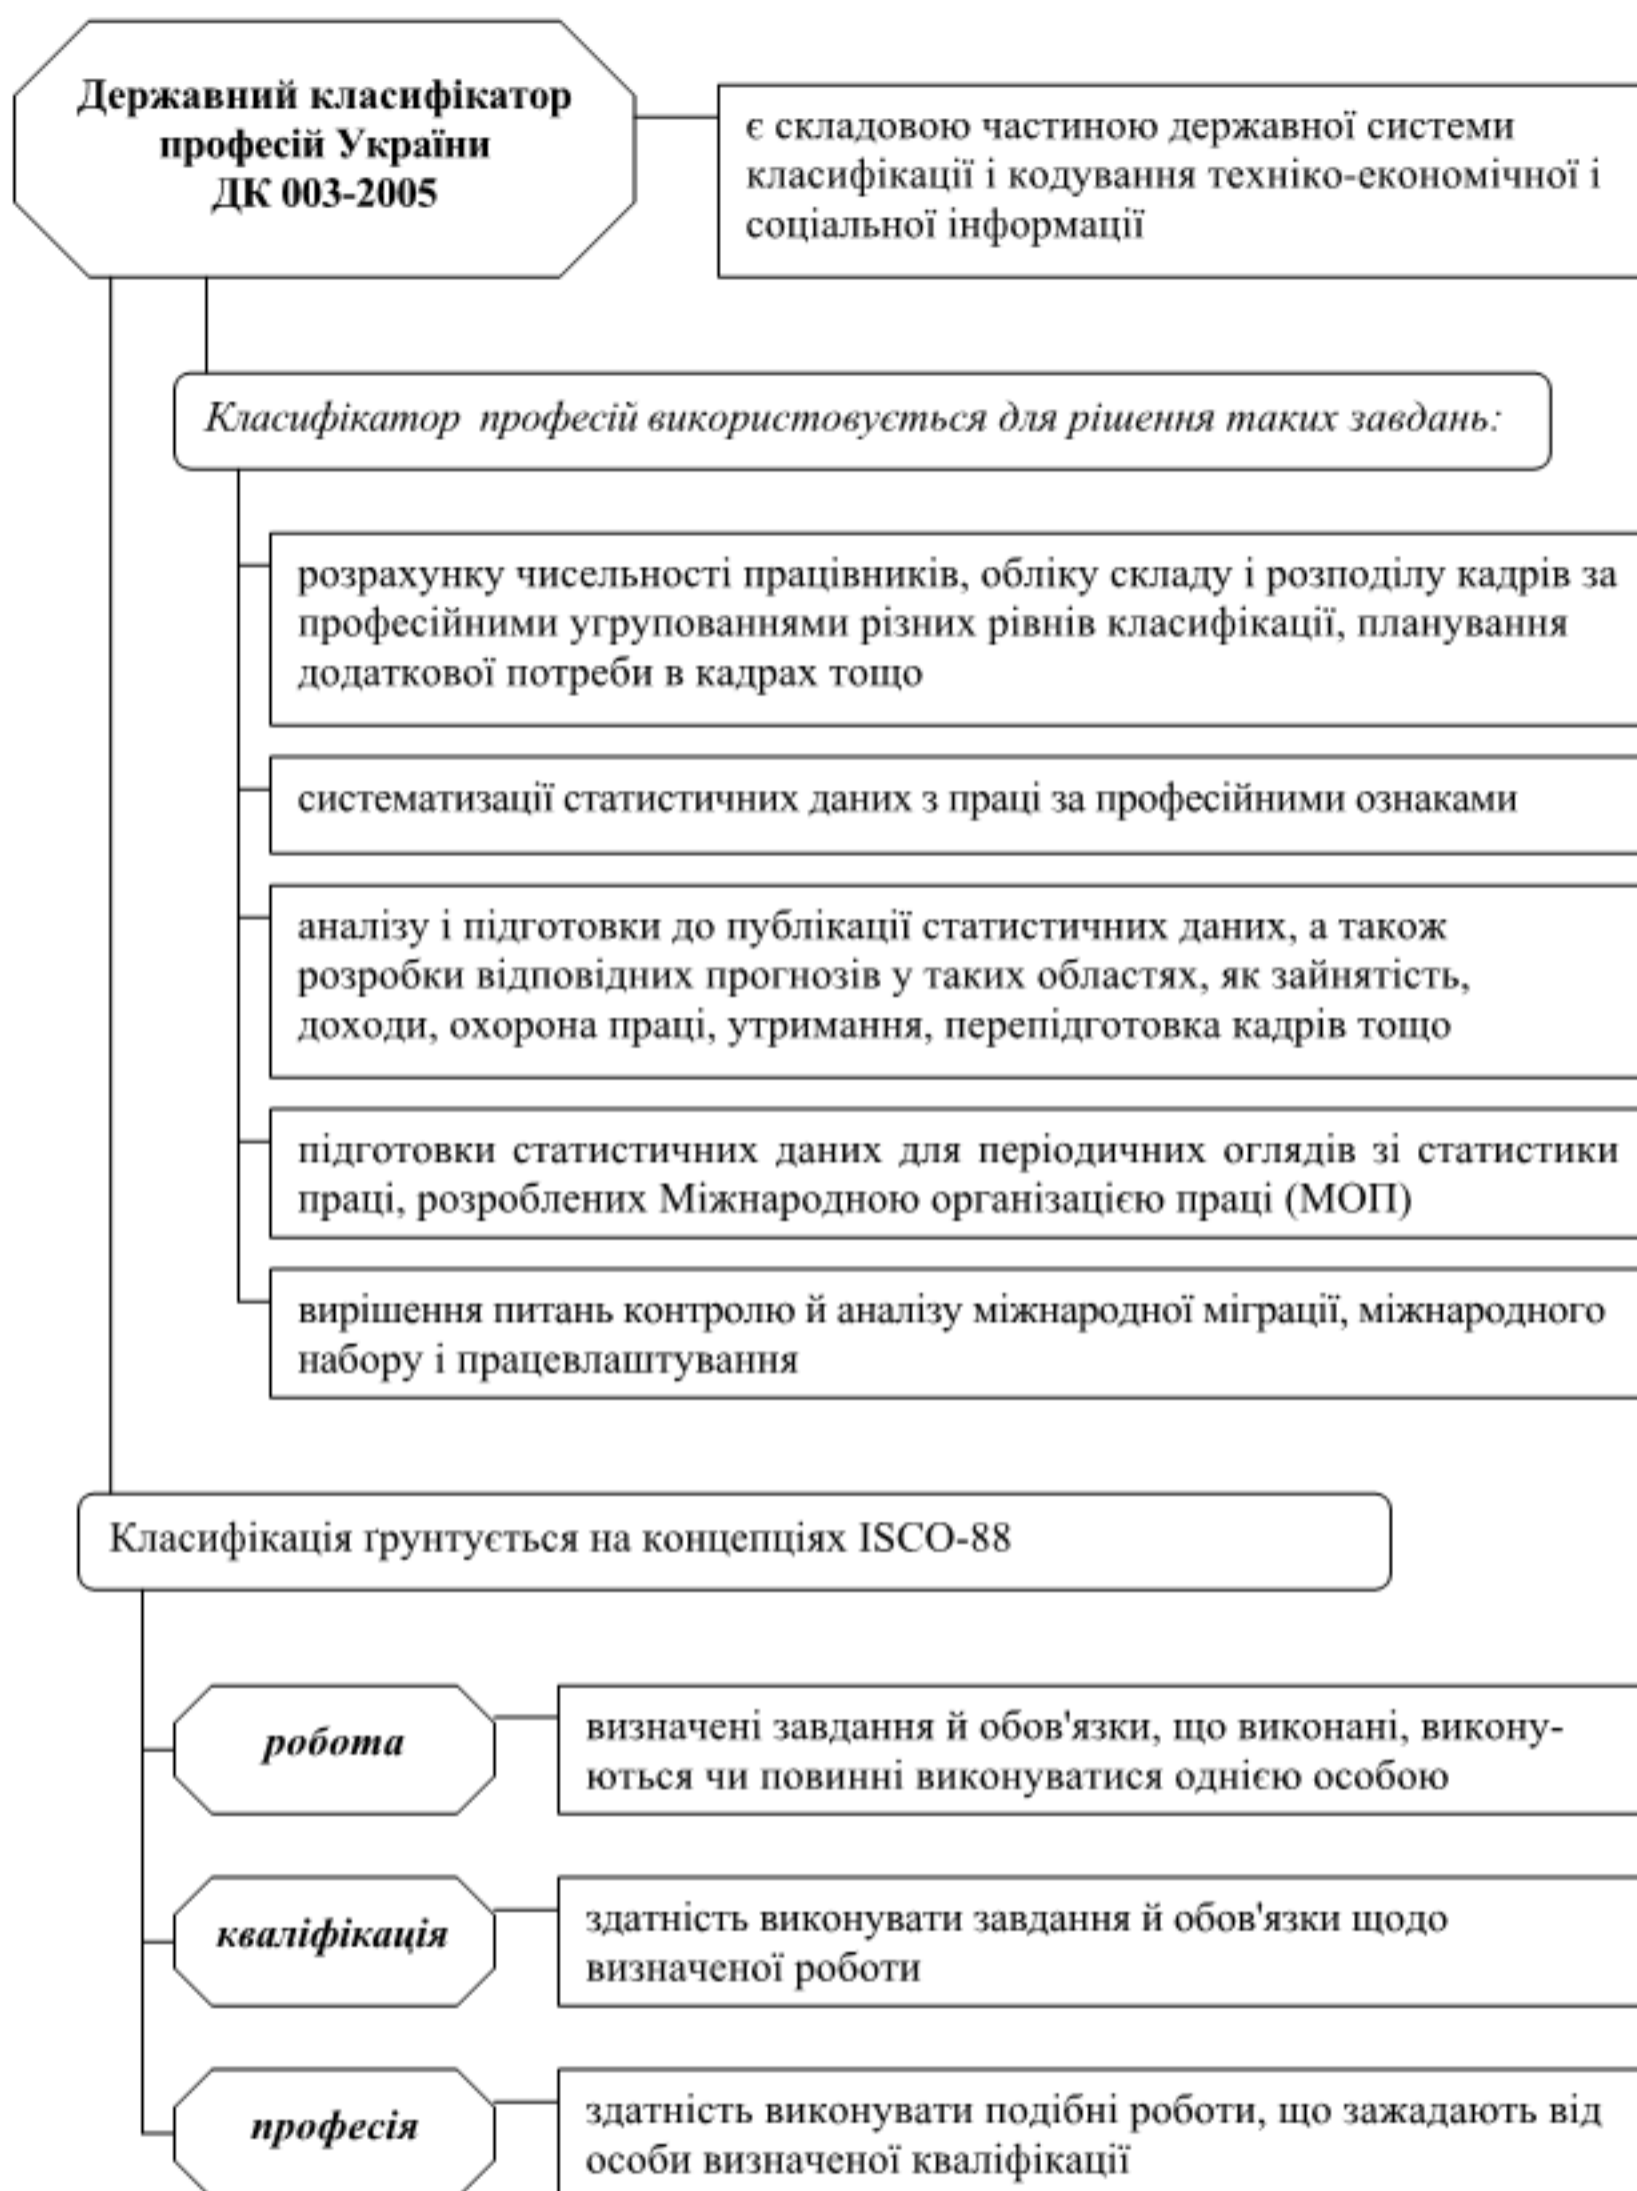 Державний класифікатор
професій України
ДК 003-2005
є складовою частиною державної системи
класифікації і кодування техніко-економічної і
соціальної інформації
Класифікатор професій використовується для рішення таких завдань:
розрахунку чисельності працівників, обліку складу і розподілу кадрів за
професійними угрупованнями різних рівнів класифікації, планування
додаткової потреби в кадрах тощо
систематизації статистичних даних з праці за професійними ознаками
аналізу і підготовки до публікації статистичних даних, а також
розробки відповідних прогнозів у таких областях, як зайнятість,
доходи, охорона праці, утримання, перепідготовка кадрів тощо
підготовки статистичних даних для періодичних оглядів зі статистики
праці, розроблених Міжнародною організацією праці (МОП)
вирішення питань контролю й аналізу міжнародної міграції, міжнародного
набору і працевлаштування
Класифікація ґрунтується на концепціях ISCO-88
робота
визначені завдання й обов'язки, що виконані, викону-
ються чи повинні виконуватися однією особою
кваліфікація
здатність виконувати завдання й обов'язки щодо
визначеної роботи
професія
здатність виконувати подібні роботи, що зажадають від
особи визначеної кваліфікації